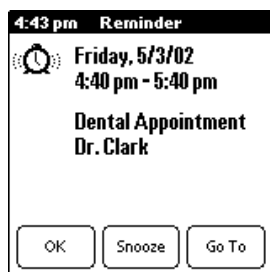 4:43 pm Reminder
Friday, 5/3/02
4:40 pm - 5:40 pm
Dental Appointment
Dr. Clark
OK Snooze Go To